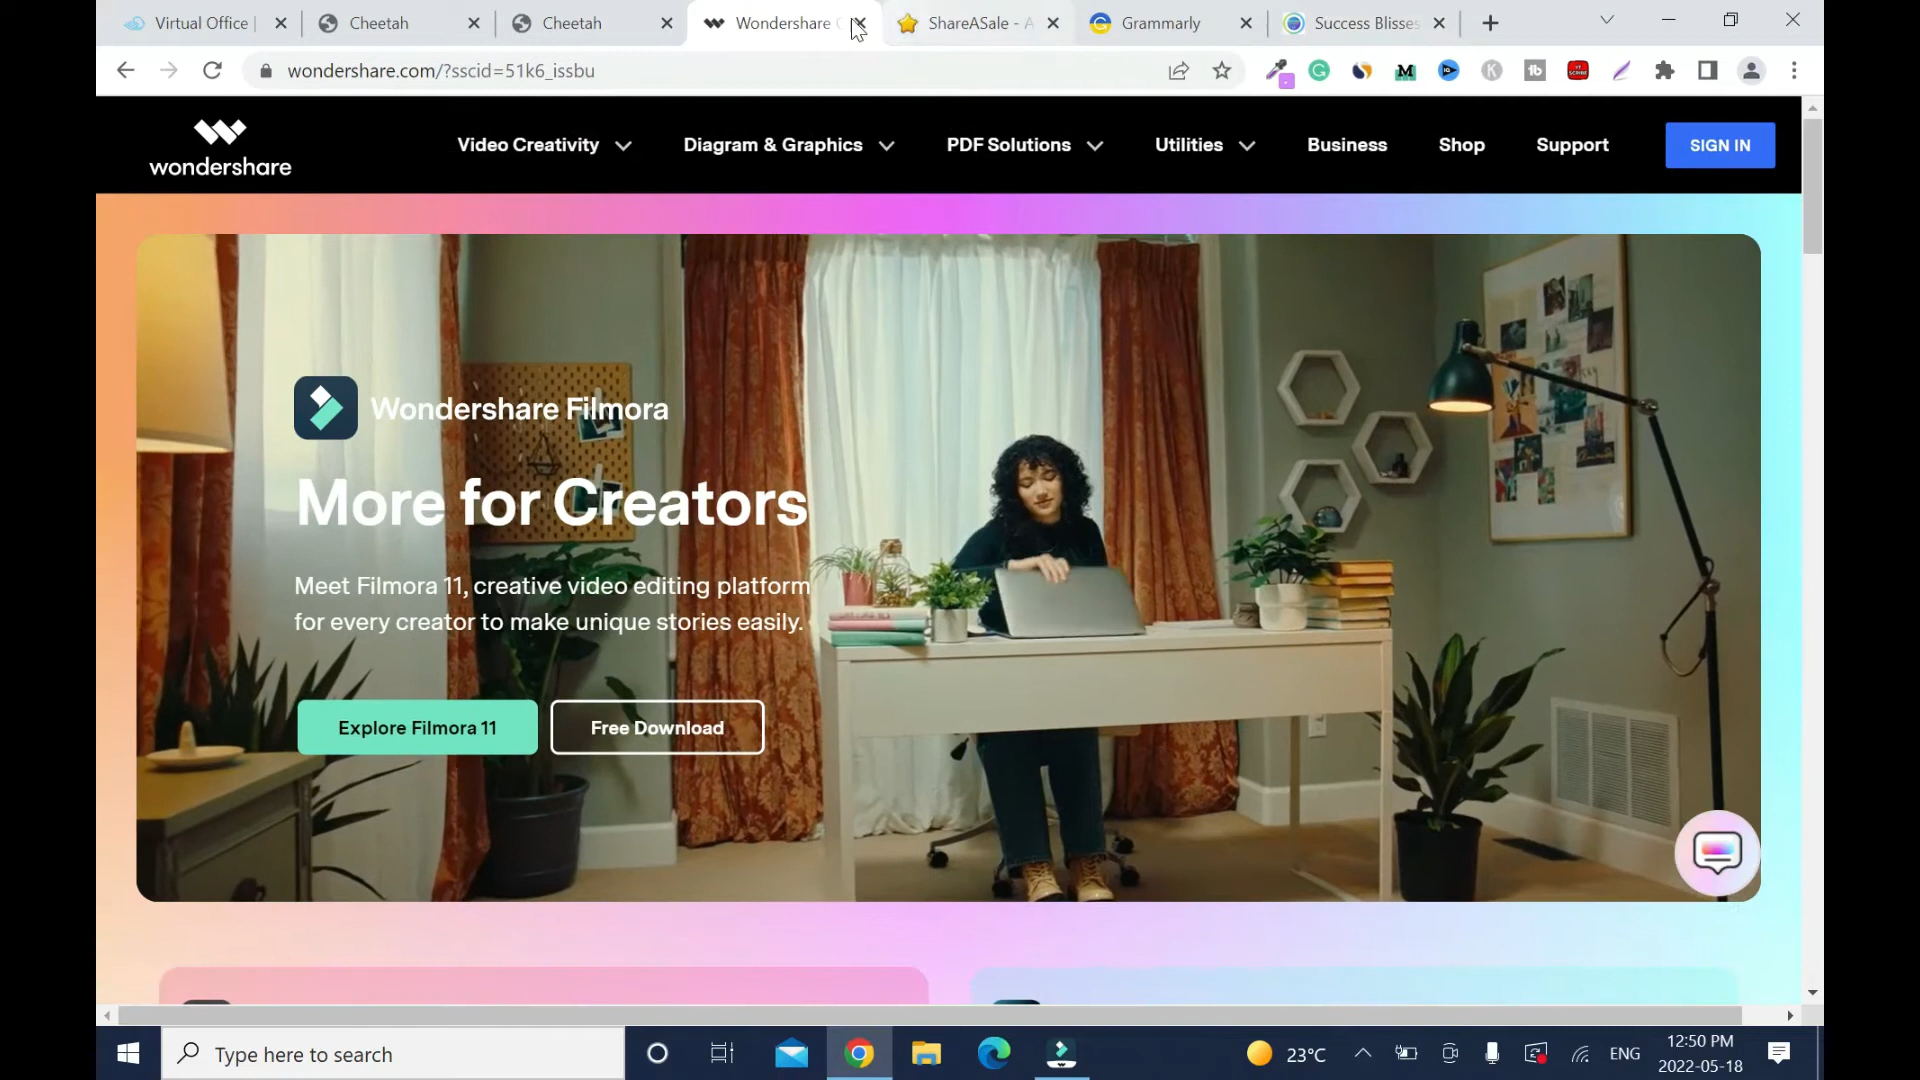 Virtual Office |
Cheetah
Cheetah
Wondershare
ShareASale - A
Grammarly
Success Blisses
wondershare.com/?sscid=51k6_issbu
wondershare
Video Creativity
Diagram & Graphics
PDF Solutions
Utilities
Business
Shop
Support
SIGN IN
Wondershare Filmora
More for Creators
Meet Filmora 11, creative video editing platform
for every creator to make unique stories easily.
Explore Filmora 11
Free Download
Type here to search
23°C
ENG
12:50 PM
2022-05-18